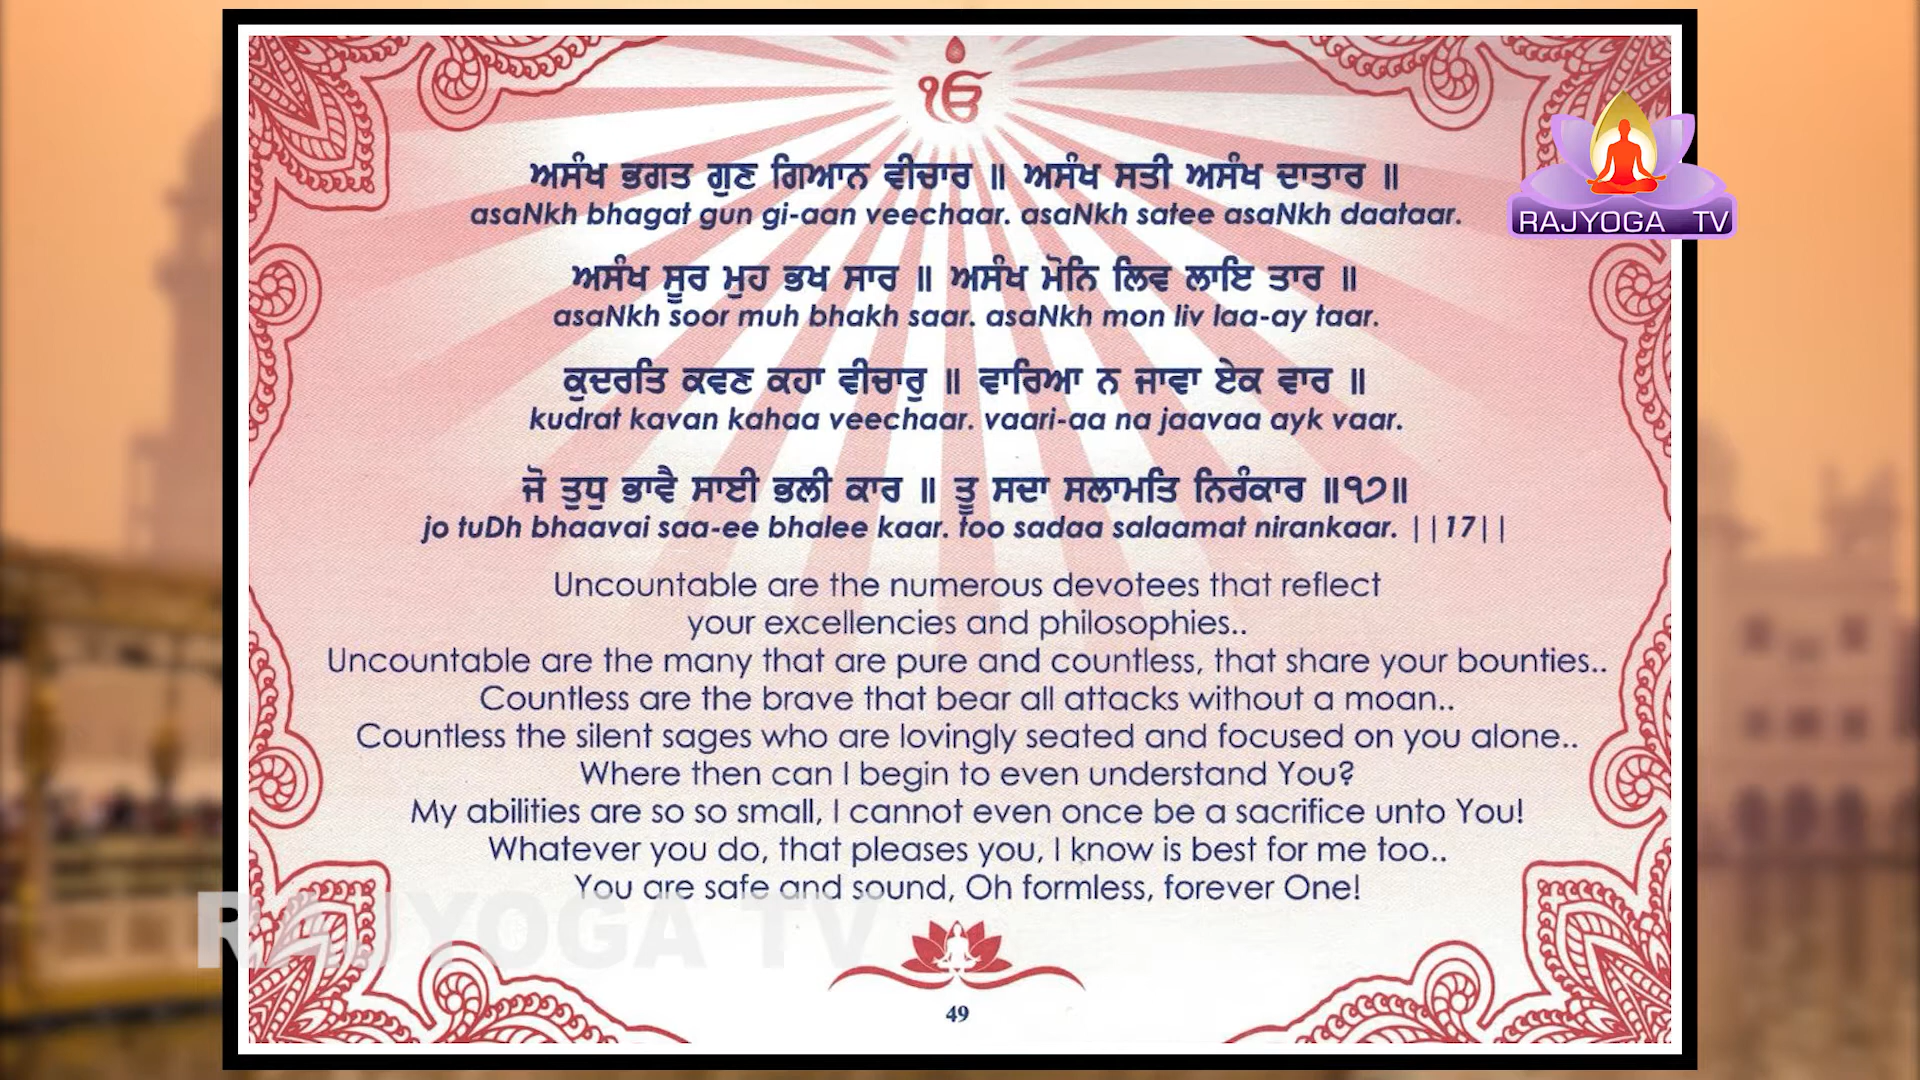 ੴ
ਅਸੰਖ ਭਗਤ ਗੁਣ ਗਿਆਨ ਵੀਚਾਰ ॥ ਅਸੰਖ ਸਤੀ ਅਸੰਖ ਦਾਤਾਰ ॥
asaNkh bhagat gun gi-aan veechaar. asaNkh satee asaNkh daataar.
RAJYOGA TV
ਅਸੰਖ ਸੂਰ ਮੁਹ ਭਖ ਸਾਰ ॥ ਅਸੰਖ ਮੋਨਿ ਲਿਵ ਲਾਇ ਤਾਰ ॥
asaNkh soor muh bhakh saar. asaNkh mon liv laa-ay taar.
ਕੁਦਰਤਿ ਕਵਣ ਕਹਾ ਵੀਚਾਰੁ ॥ ਵਾਰਿਆ ਨ ਜਾਵਾ ਏਕ ਵਾਰ ॥
kudrat kavan kahaa veechaar. vaari-aa na jaavaa ayk vaar.
ਜੋ ਤੁਧੁ ਭਾਵੈ ਸਾਈ ਭਲੀ ਕਾਰ ॥ ਤੂ ਸਦਾ ਸਲਾਮਤਿ ਨਿਰੰਕਾਰ ॥੧੭॥
jo tuDh bhaavai saa-ee bhalee kaar. too sadaa salaamat nirankaar. ||17||
Uncountable are the numerous devotees that reflect
your excellencies and philosophies..
Uncountable are the many that are pure and countless, that share your bounties..
Countless are the brave that bear all attacks without a moan..
Countless the silent sages who are lovingly seated and focused on you alone..
Where then can I begin to even understand You?
My abilities are so so small, I cannot even once be a sacrifice unto You!
Whatever you do, that pleases you, I know is best for me too..
You are safe and sound, Oh formless, forever One!
RAJYOGA TV
49